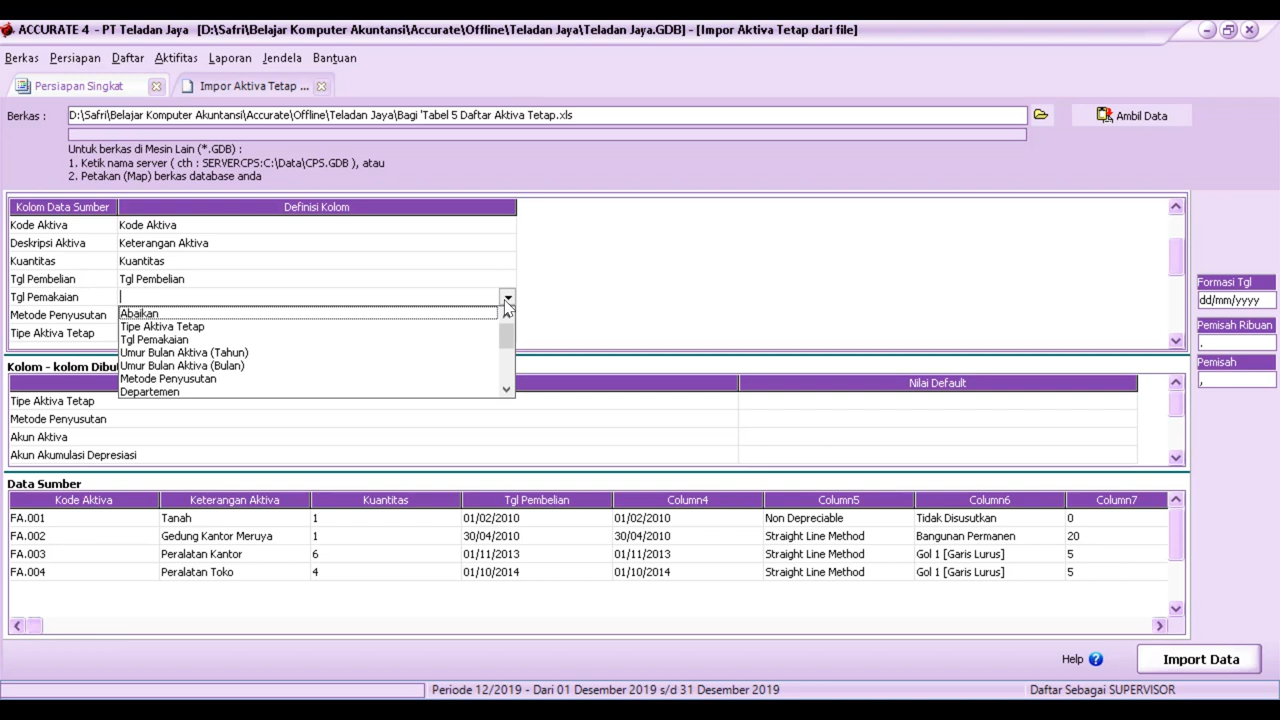 ACCURATE 4 - PT Teladan Jaya [D:\Safri\Belajar Komputer Akuntansi\Accurate\Offline\Teladan Jaya\Teladan Jaya.GDB] - [Impor Aktiva Tetap dari file]
Berkas Persiapan Daftar Aktifitas Laporan Jendela Bantuan
Persiapan Singkat Impor Aktiva Tetap ...
Berkas : D:\Safri\Belajar Komputer Akuntansi\Accurate\Offline\Teladan Jaya\Bagi 'Tabel 5 Daftar Aktiva Tetap.xls Ambil Data
Untuk berkas di Mesin Lain (*.GDB) :
1. Ketik nama server ( cth : SERVERCPS:C:\Data\CPS.GDB ), atau
2. Petakan (Map) berkas database anda
Kolom Data Sumber Definisi Kolom
Kode Aktiva Kode Aktiva
Deskripsi Aktiva Keterangan Aktiva
Kuantitas Kuantitas
Tgl Pembelian Tgl Pembelian
Tgl Pemakaian
Metode Penyusutan
Tipe Aktiva Tetap
Abaikan
Tipe Aktiva Tetap
Tgl Pemakaian
Umur Bulan Aktiva (Tahun)
Umur Bulan Aktiva (Bulan)
Metode Penyusutan
Departemen
Formasi Tgl
dd/mm/yyyy
Pemisah Ribuan
.
Pemisah
,
Kolom - kolom Dibu
Nilai Default
Tipe Aktiva Tetap
Metode Penyusutan
Akun Aktiva
Akun Akumulasi Depresiasi
Data Sumber
Kode Aktiva Keterangan Aktiva Kuantitas Tgl Pembelian Column4 Column5 Column6 Column7
FA.001 Tanah 1 01/02/2010 01/02/2010 Non Depreciable Tidak Disusutkan 0
FA.002 Gedung Kantor Meruya 1 30/04/2010 30/04/2010 Straight Line Method Bangunan Permanen 20
FA.003 Peralatan Kantor 6 01/11/2013 01/11/2013 Straight Line Method Gol 1 [Garis Lurus] 5
FA.004 Peralatan Toko 4 01/10/2014 01/10/2014 Straight Line Method Gol 1 [Garis Lurus] 5
Help Import Data
Periode 12/2019 - Dari 01 Desember 2019 s/d 31 Desember 2019 Daftar Sebagai SUPERVISOR